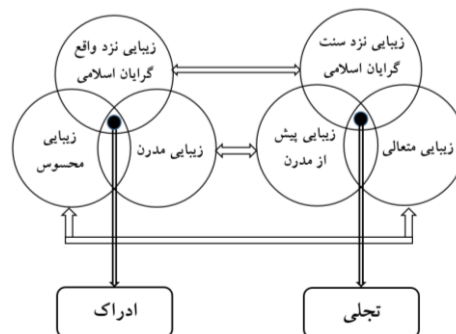 زیبایی نزد سنت
گرایان اسلامی
زیبایی نزد واقع
گرایان اسلامی
زیبایی متعالی
زیبایی پیش
از مدرن
زیبایی مدرن
زیبایی
محسوس
تجلی
ادراک